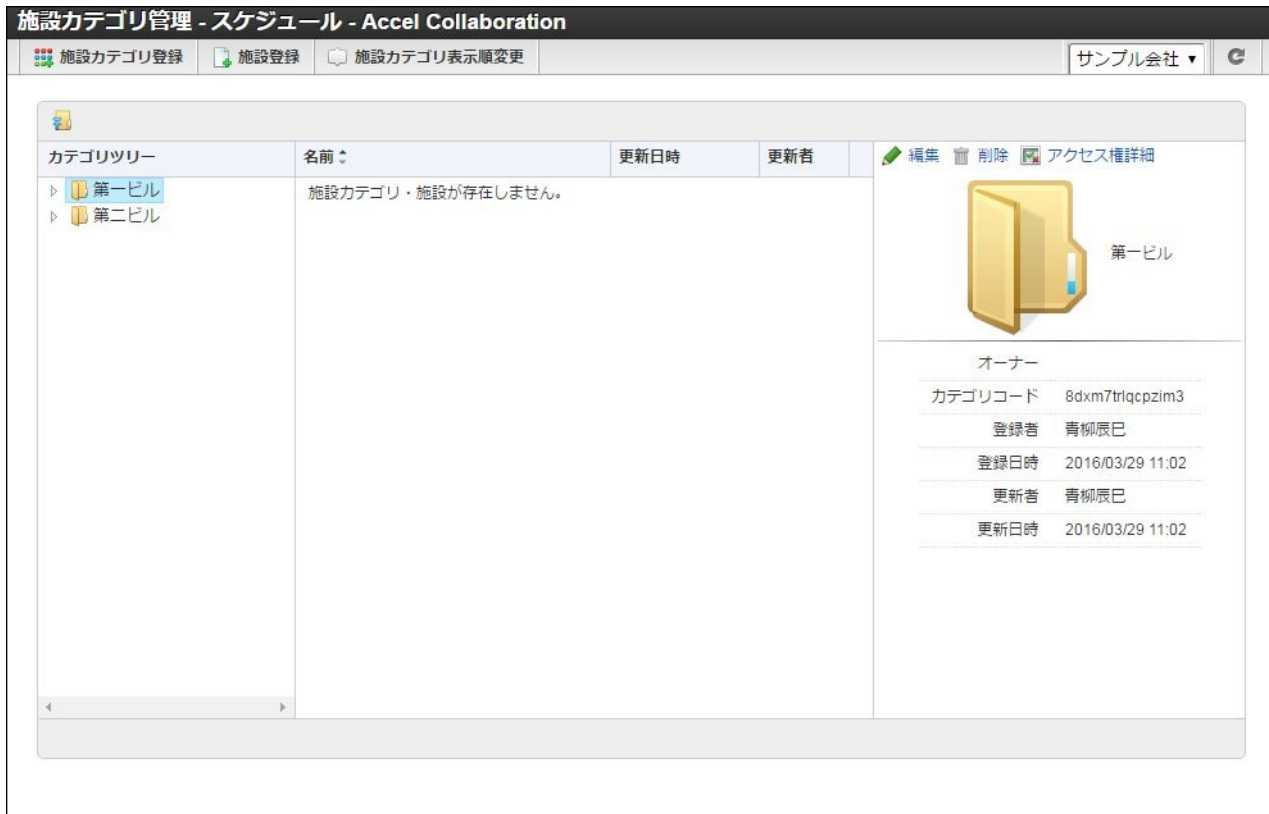 施設カテゴリ管理 - スケジュール - Accel Collaboration
施設カテゴリ登録 施設登録 施設カテゴリ表示順変更 サンプル会社
カテゴリツリー 名前 更新日時 更新者 編集 削除 アクセス権詳細
第一ビル 施設カテゴリ・施設が存在しません。
第二ビル
第一ビル
オーナー
カテゴリコード 8dxm7trlqcpzim3
登録者 青柳辰巳
登録日時 2016/03/29 11:02
更新者 青柳辰巳
更新日時 2016/03/29 11:02